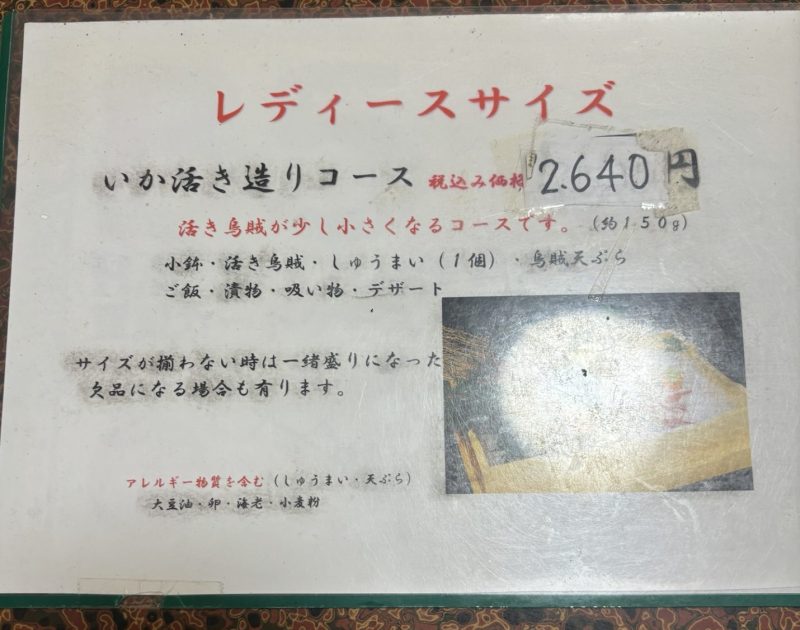 レディースサイズ
いか活き造りコース 税込み価格 2.640円
活き烏賊が少し小さくなるコースです。(約150g)
小鉢・活き烏賊・しゅうまい(1個)・烏賊天ぷら
ご飯・漬物・吸い物・デザート
サイズが揃わない時は一緒盛りになった
欠品になる場合も有ります。
アレルギー物質を含む(しゅうまい・天ぷら)
大豆油・卵・海老・小麦粉